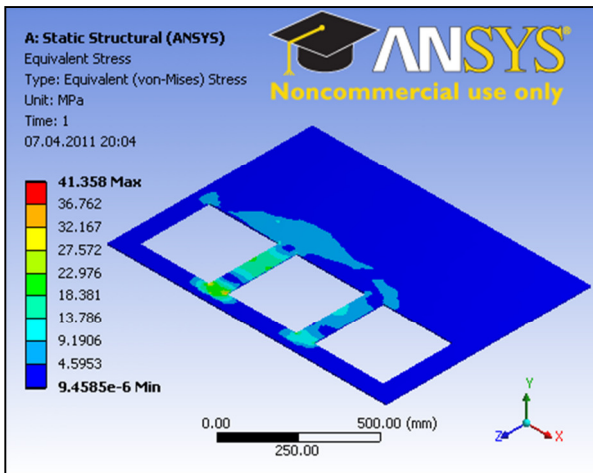 A: Static Structural (ANSYS)
Equivalent Stress
Type: Equivalent (von-Mises) Stress
Unit: MPa
Time: 1
07.04.2011 20:04
ANSYS®
Noncommercial use only
41.358 Max
36.762
32.167
27.572
22.976
18.381
13.786
9.1906
4.5953
9.4585e-6 Min
0.00
500.00 (mm)
250.00
Y
Z
X